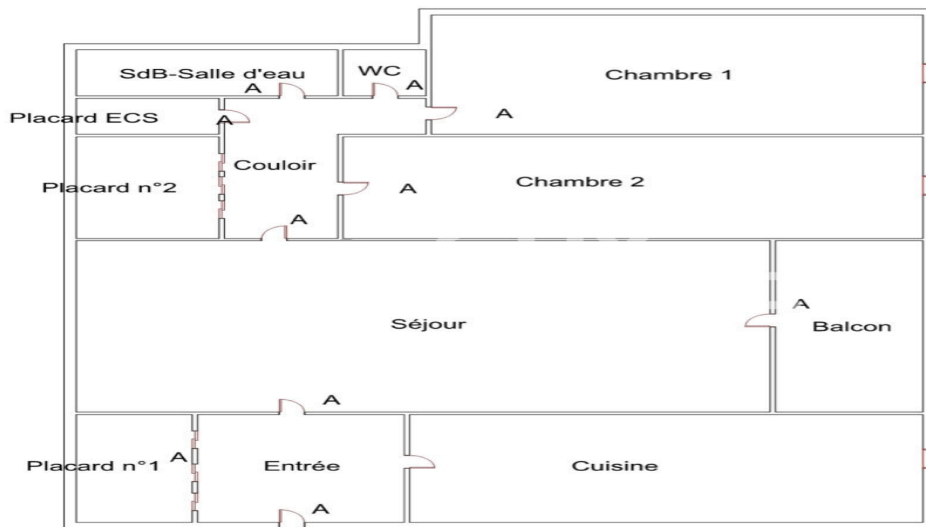 SdB-Salle d'eau
WC
A
A
Chambre 1
Placard ECS
A
A
Couloir
Placard n°2
A
Chambre 2
A
Séjour
A
Balcon
A
Placard n°1
A
Entrée
Cuisine
A